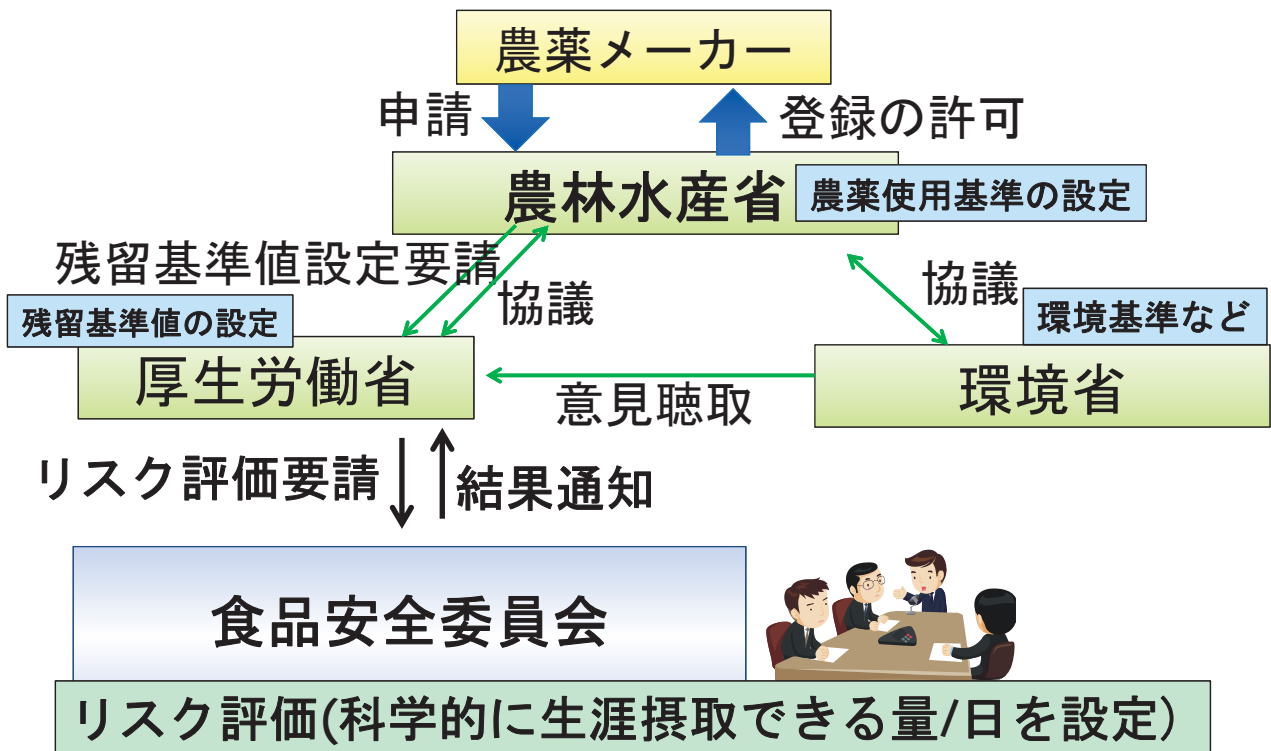 農薬メーカー
申請
登録の許可
農林水産省
農薬使用基準の設定
残留基準値設定要請
協議
協議
残留基準値の設定
環境基準など
厚生労働省
意見聴取
環境省
リスク評価要請
結果通知
食品安全委員会
リスク評価(科学的に生涯摂取できる量/日を設定)